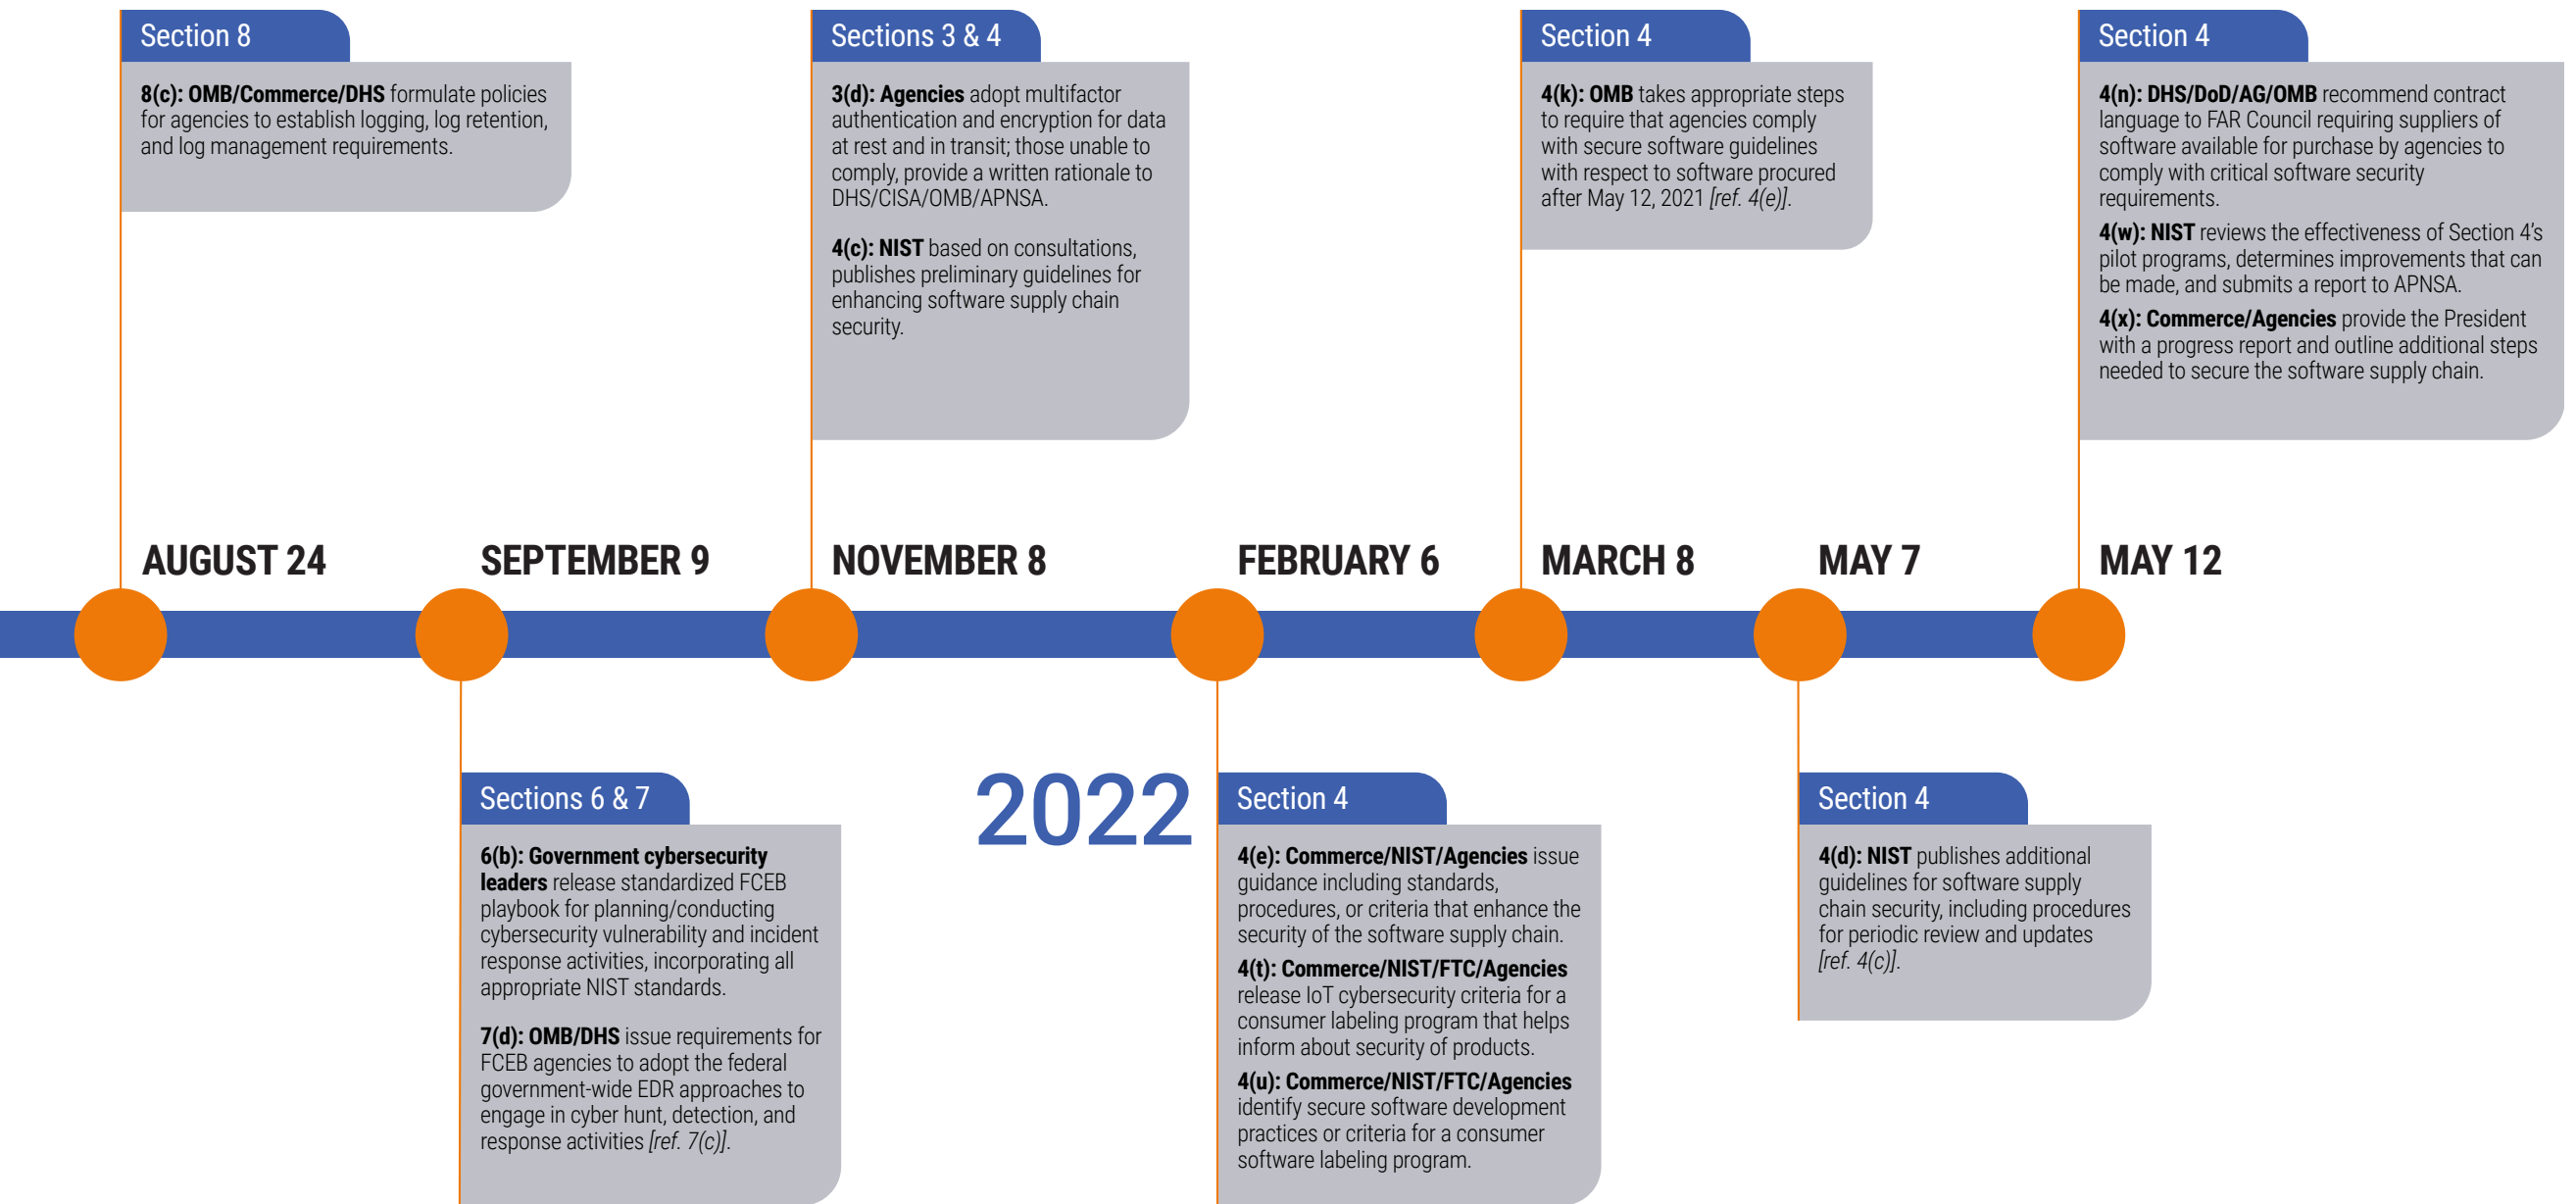 Section 8
8(c): OMB/Commerce/DHS formulate policies
for agencies to establish logging, log retention,
and log management requirements.
Sections 3 & 4
3(d): Agencies adopt multifactor
authentication and encryption for data
at rest and in transit; those unable to
comply, provide a written rationale to
DHS/CISA/OMB/APNSA.
4(c): NIST based on consultations,
publishes preliminary guidelines for
enhancing software supply chain
security.
Section 4
4(k): OMB takes appropriate steps
to require that agencies comply
with secure software guidelines
with respect to software procured
after May 12, 2021 [ref. 4(e)].
Section 4
4(n): DHS/DoD/AG/OMB recommend contract
language to FAR Council requiring suppliers of
software available for purchase by agencies to
comply with critical software security
requirements.
4(w): NIST reviews the effectiveness of Section 4's
pilot programs, determines improvements that can
be made, and submits a report to APNSA.
4(x): Commerce/Agencies provide the President
with a progress report and outline additional steps
needed to secure the software supply chain.
AUGUST 24
SEPTEMBER 9
NOVEMBER 8
FEBRUARY 6
MARCH 8
MAY 7
MAY 12
Sections 6 & 7
6(b): Government cybersecurity
leaders release standardized FCEB
playbook for planning/conducting
cybersecurity vulnerability and incident
response activities, incorporating all
appropriate NIST standards.
7(d): OMB/DHS issue requirements for
FCEB agencies to adopt the federal
government-wide EDR approaches to
engage in cyber hunt, detection, and
response activities [ref. 7(c)].
2022
Section 4
4(e): Commerce/NIST/Agencies issue
guidance including standards,
procedures, or criteria that enhance the
security of the software supply chain.
4(t): Commerce/NIST/FTC/Agencies
release IoT cybersecurity criteria for a
consumer labeling program that helps
inform about security of products.
4(u): Commerce/NIST/FTC/Agencies
identify secure software development
practices or criteria for a consumer
software labeling program.
Section 4
4(d): NIST publishes additional
guidelines for software supply
chain security, including procedures
for periodic review and updates
[ref. 4(c)].